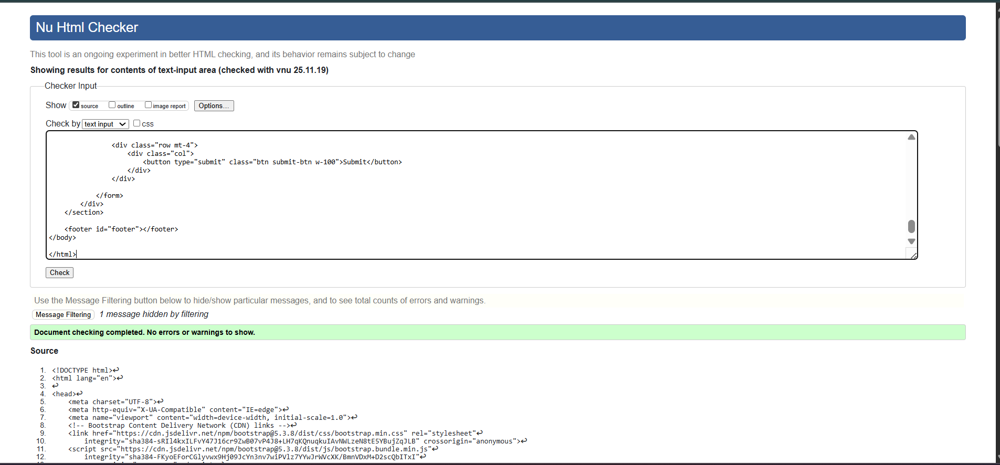 Nu Html Checker
This tool is an ongoing experiment in better HTML checking, and its behavior remains subject to change
Showing results for contents of text-input area (checked with vnu 25.11.19)
Checker Input
Show source outline image report Options...
Check by text input css
<div class="row mt-4">
<div class="col">
<button type="submit" class="btn submit-btn w-100">Submit</button>
</div>
</div>
</form>
</div>
</section>
<footer id="footer"></footer>
</body>
</html>
Check
Use the Message Filtering button below to hide/show particular messages, and to see total counts of errors and warnings.
Message Filtering 1 message hidden by filtering
Document checking completed. No errors or warnings to show.
Source
1. <!DOCTYPE html>↩
2. <html lang="en">↩
3. ↩
4. <head>↩
5. <meta charset="UTF-8">↩
6. <meta http-equiv="X-UA-Compatible" content="IE=edge">↩
7. <meta name="viewport" content="width=device-width, initial-scale=1.0">↩
8. <!-- Bootstrap Content Delivery Network (CDN) links -->↩
9. <link href="https://cdn.jsdelivr.net/npm/bootstrap@5.3.8/dist/css/bootstrap.min.css" rel="stylesheet"↩
10. integrity="sha384-sRIl4kxILFvY47J16cr9ZwB07vP4J8+LH7qKQnuqkuIAvNWLzeN8tE5YBujZqJLB" crossorigin="anonymous">↩
11. <script src="https://cdn.jsdelivr.net/npm/bootstrap@5.3.8/dist/js/bootstrap.bundle.min.js"↩
12. integrity="sha384-FKyoEForCGlyvwx9Hj09JcYn3nv7wiPVlz7YYwJrWVcXK/BmnVDxM+D2scQbITxI"↩